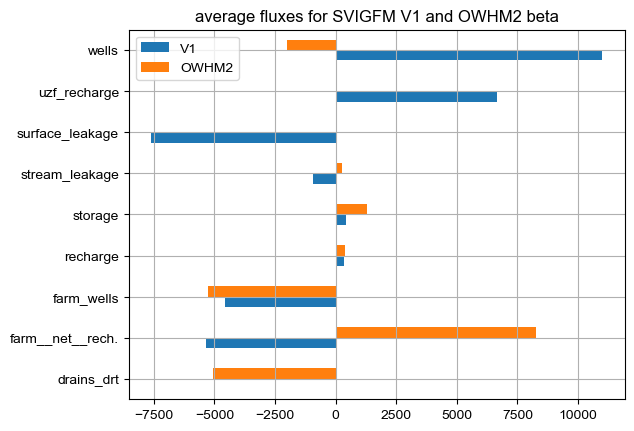 average fluxes for SVIGFM V1 and OWHM2 beta
V1
OWHM2
wells
uzf_recharge
surface_leakage
stream_leakage
storage
recharge
farm_wells
farm__net__rech.
drains_drt
−7500 −5000 −2500 0 2500 5000 7500 10000